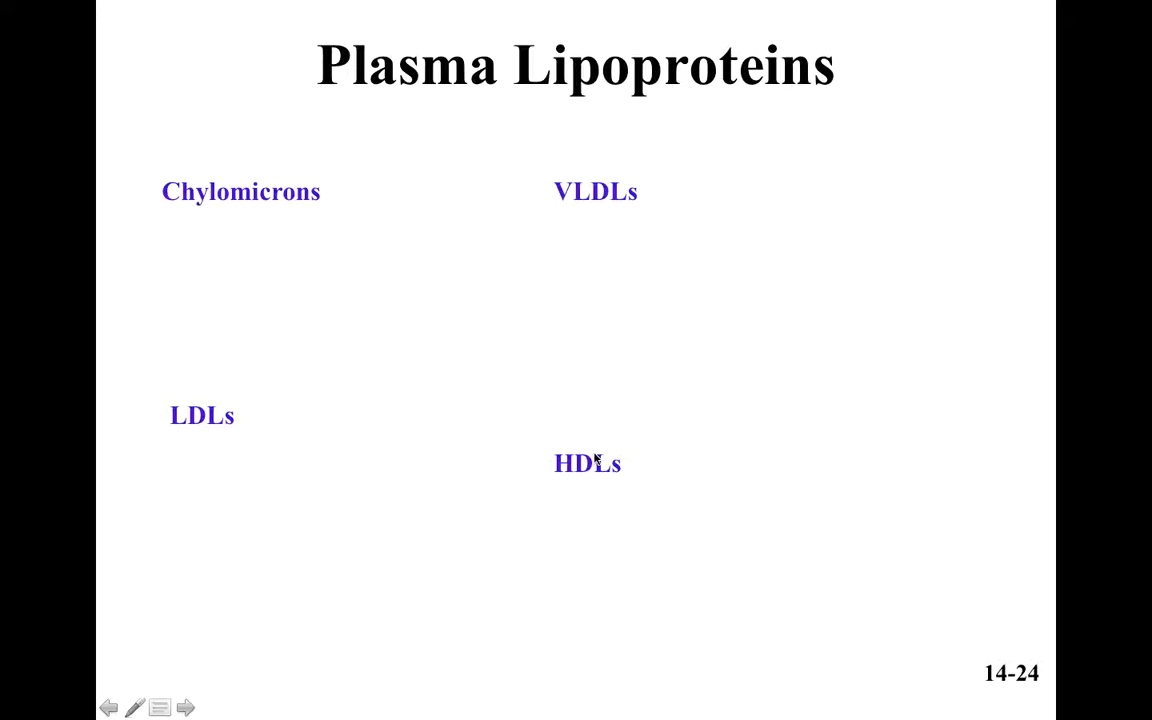 Plasma Lipoproteins
Chylomicrons
VLDLs
LDLs
HDLs
14-24